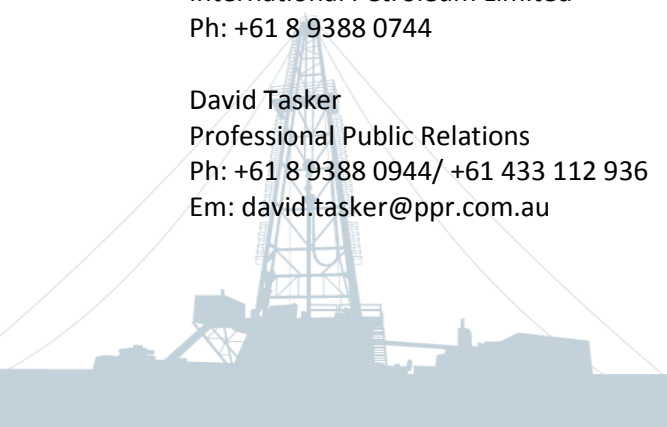 International Petroleum Limited
Ph: +61 8 9388 0744
David Tasker
Professional Public Relations
Ph: +61 8 9388 0944/ +61 433 112 936
Em: david.tasker@ppr.com.au